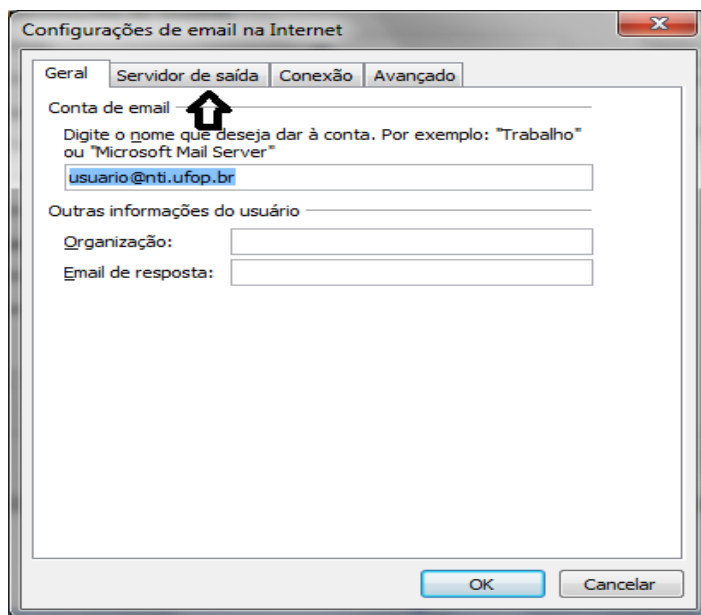 Configurações de email na Internet
Geral Servidor de saída Conexão Avançado
Conta de email
Digite o nome que deseja dar à conta. Por exemplo: "Trabalho"
ou "Microsoft Mail Server"
usuario@nti.ufop.br
Outras informações do usuário
Organização:
Email de resposta:
OK Cancelar